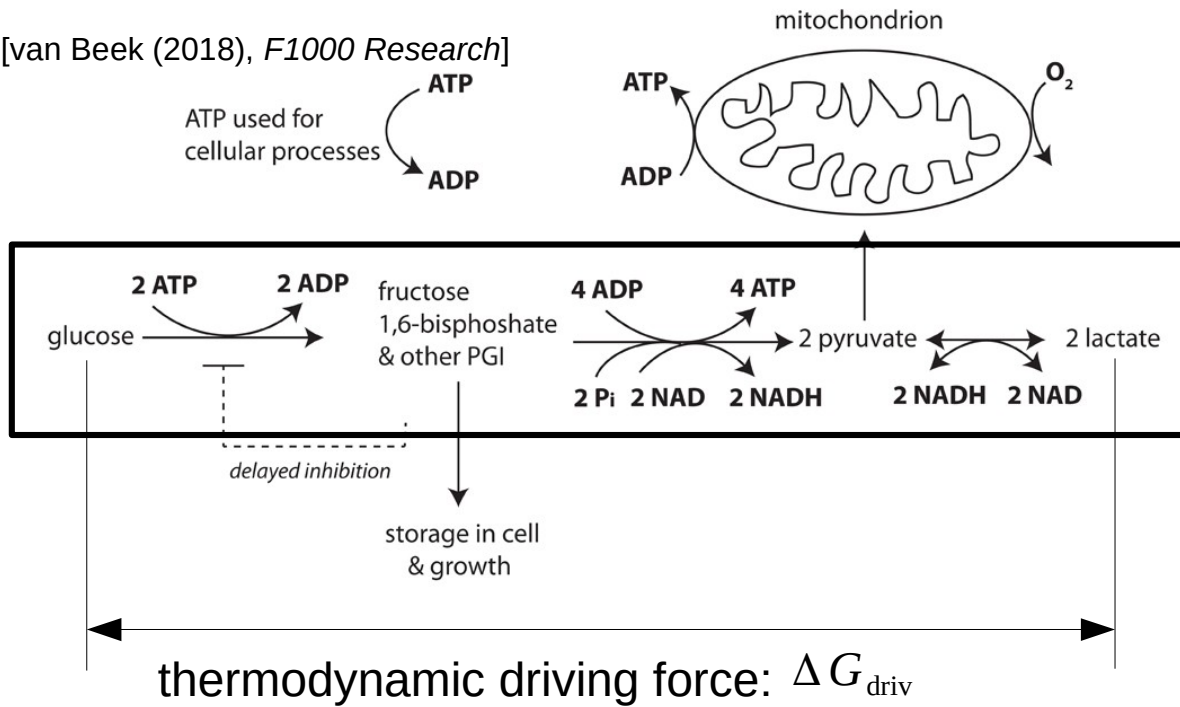 [van Beek (2018), F1000 Research]
mitochondrion
ATP
ATP used for
cellular processes
ADP
ATP
ADP
O₂
2 ATP
2 ADP
glucose
fructose
1,6-bisphoshate
& other PGI
4 ADP
4 ATP
2 Pi
2 NAD
2 NADH
2 pyruvate
2 NADH
2 NAD
2 lactate
delayed inhibition
storage in cell
& growth
thermodynamic driving force: Δ G driv